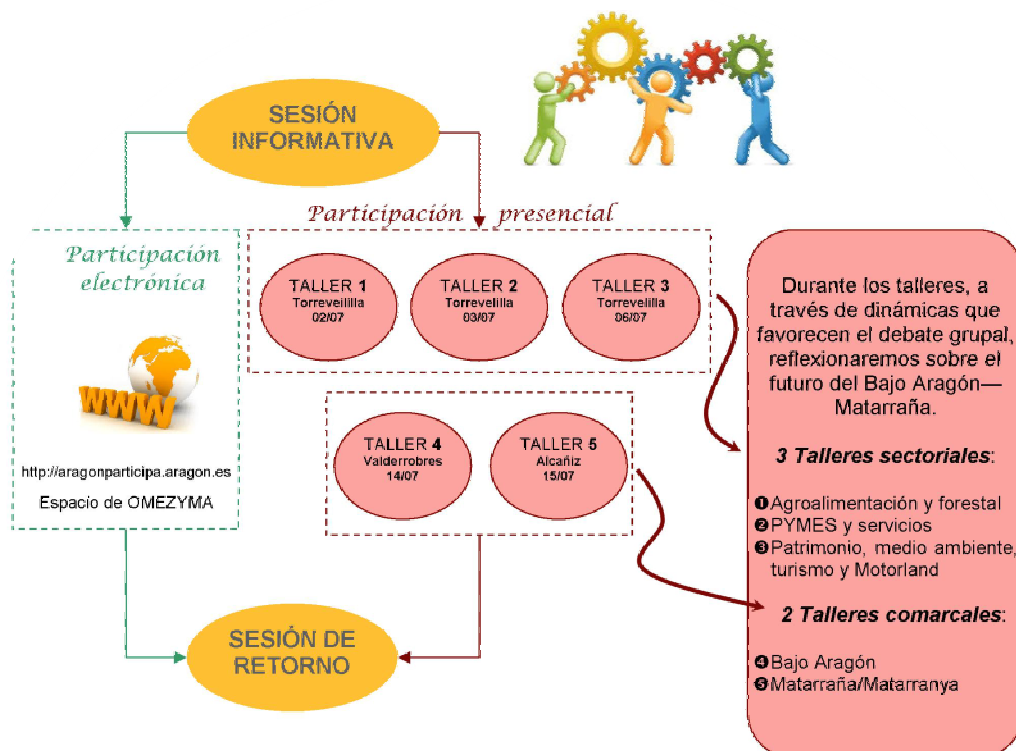 SESIÓN
INFORMATIVA
Participación presencial
Participación
electrónica
WWW
http://aragonparticipa.aragon.es
Espacio de OMEZYMA
TALLER 1
Torreveililla
02/07
TALLER 2
Torrevelilla
03/07
TALLER 3
Torrevelilla
06/07
TALLER 4
Valderrobres
14/07
TALLER 5
Alcañiz
15/07
SESIÓN DE
RETORNO
Durante los talleres, a
través de dinámicas que
favorecen el debate grupal,
reflexionaremos sobre el
futuro del Bajo Aragón—
Matarraña.
3 Talleres sectoriales:
❶Agroalimentación y forestal
❷PYMES y servicios
❸Patrimonio, medio ambiente,
turismo y Motorland
2 Talleres comarcales:
❹Bajo Aragón
❺Matarraña/Matarranya